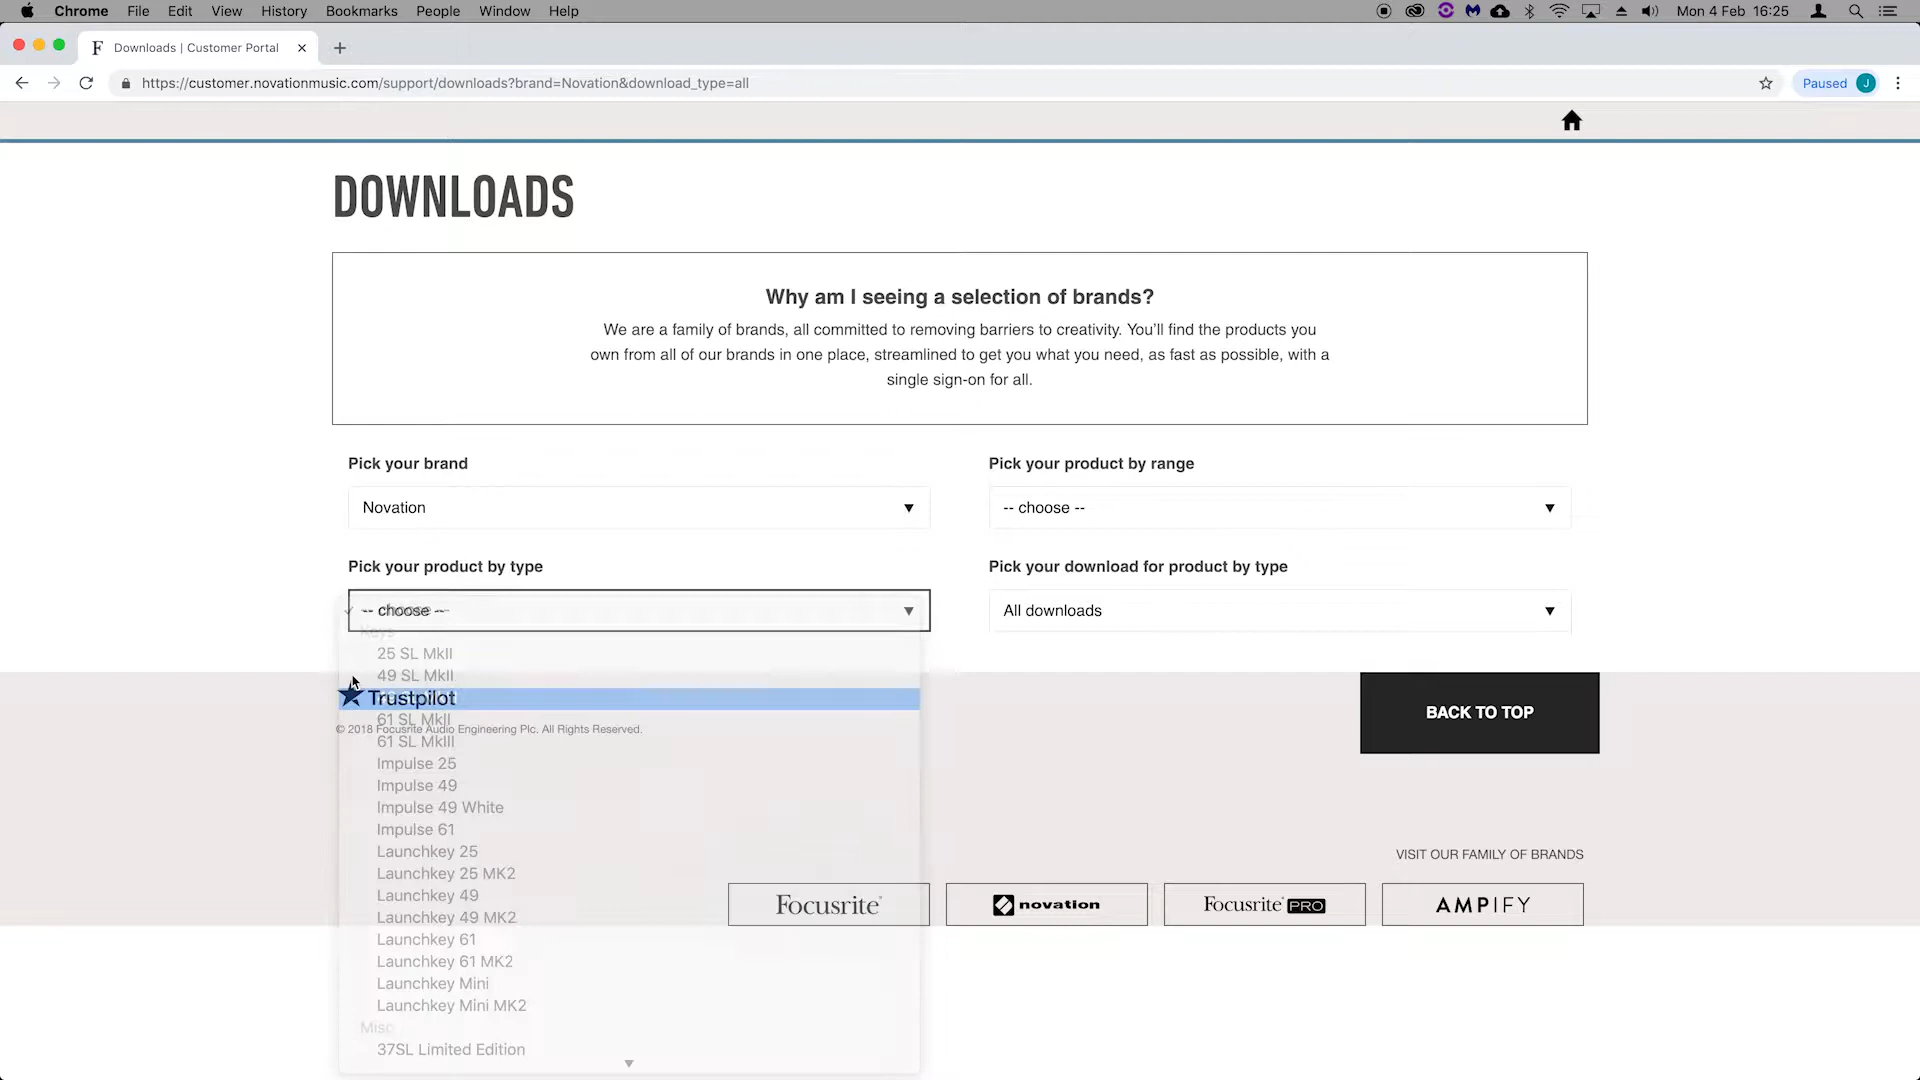 Chrome File Edit View History Bookmarks People Window Help
Mon 4 Feb 16:25
F Downloads | Customer Portal
https://customer.novationmusic.com/support/downloads?brand=Novation&download_type=all
Paused J
DOWNLOADS
Why am I seeing a selection of brands?
We are a family of brands, all committed to removing barriers to creativity. You'll find the products you
own from all of our brands in one place, streamlined to get you what you need, as fast as possible, with a
single sign-on for all.
Pick your brand
Novation
Pick your product by range
-- choose --
Pick your product by type
-- choose --
Pick your download for product by type
All downloads
Keys
25 SL MkII
49 SL MkII
Trustpilot
61 SL MkII
© 2018 Focusrite Audio Engineering Plc. All Rights Reserved.
61 SL MkIII
Impulse 25
Impulse 49
Impulse 49 White
Impulse 61
Launchkey 25
Launchkey 25 MK2
Launchkey 49
Launchkey 49 MK2
Launchkey 61
Launchkey 61 MK2
Launchkey Mini
Launchkey Mini MK2
Misc
37SL Limited Edition
BACK TO TOP
VISIT OUR FAMILY OF BRANDS
Focusrite
novation
Focusrite PRO
AMPIFY